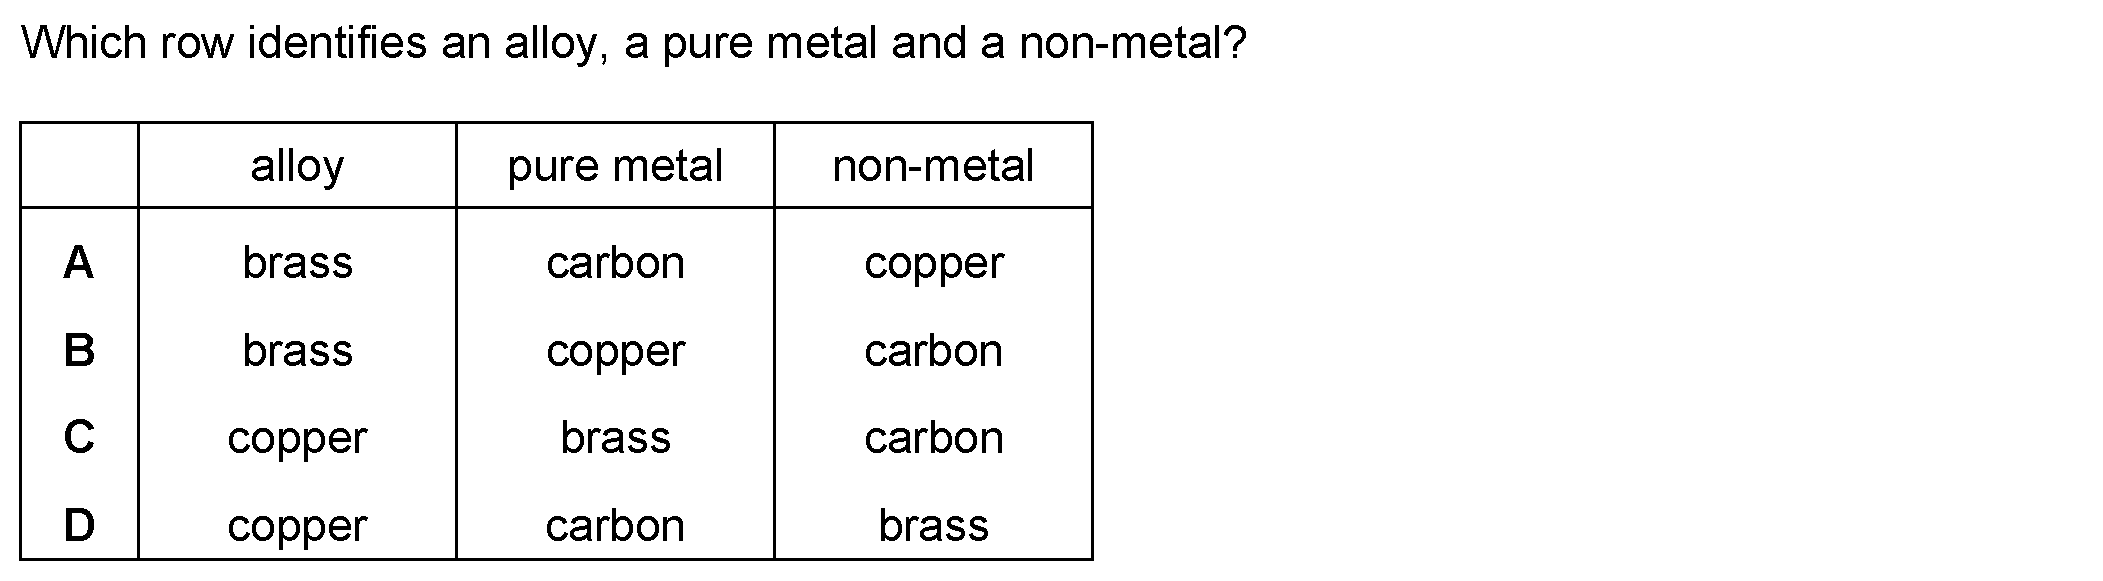 Which row identifies an alloy, a pure metal and a non-metal?
alloy pure metal non-metal
A brass carbon copper
B brass copper carbon
C copper brass carbon
D copper carbon brass